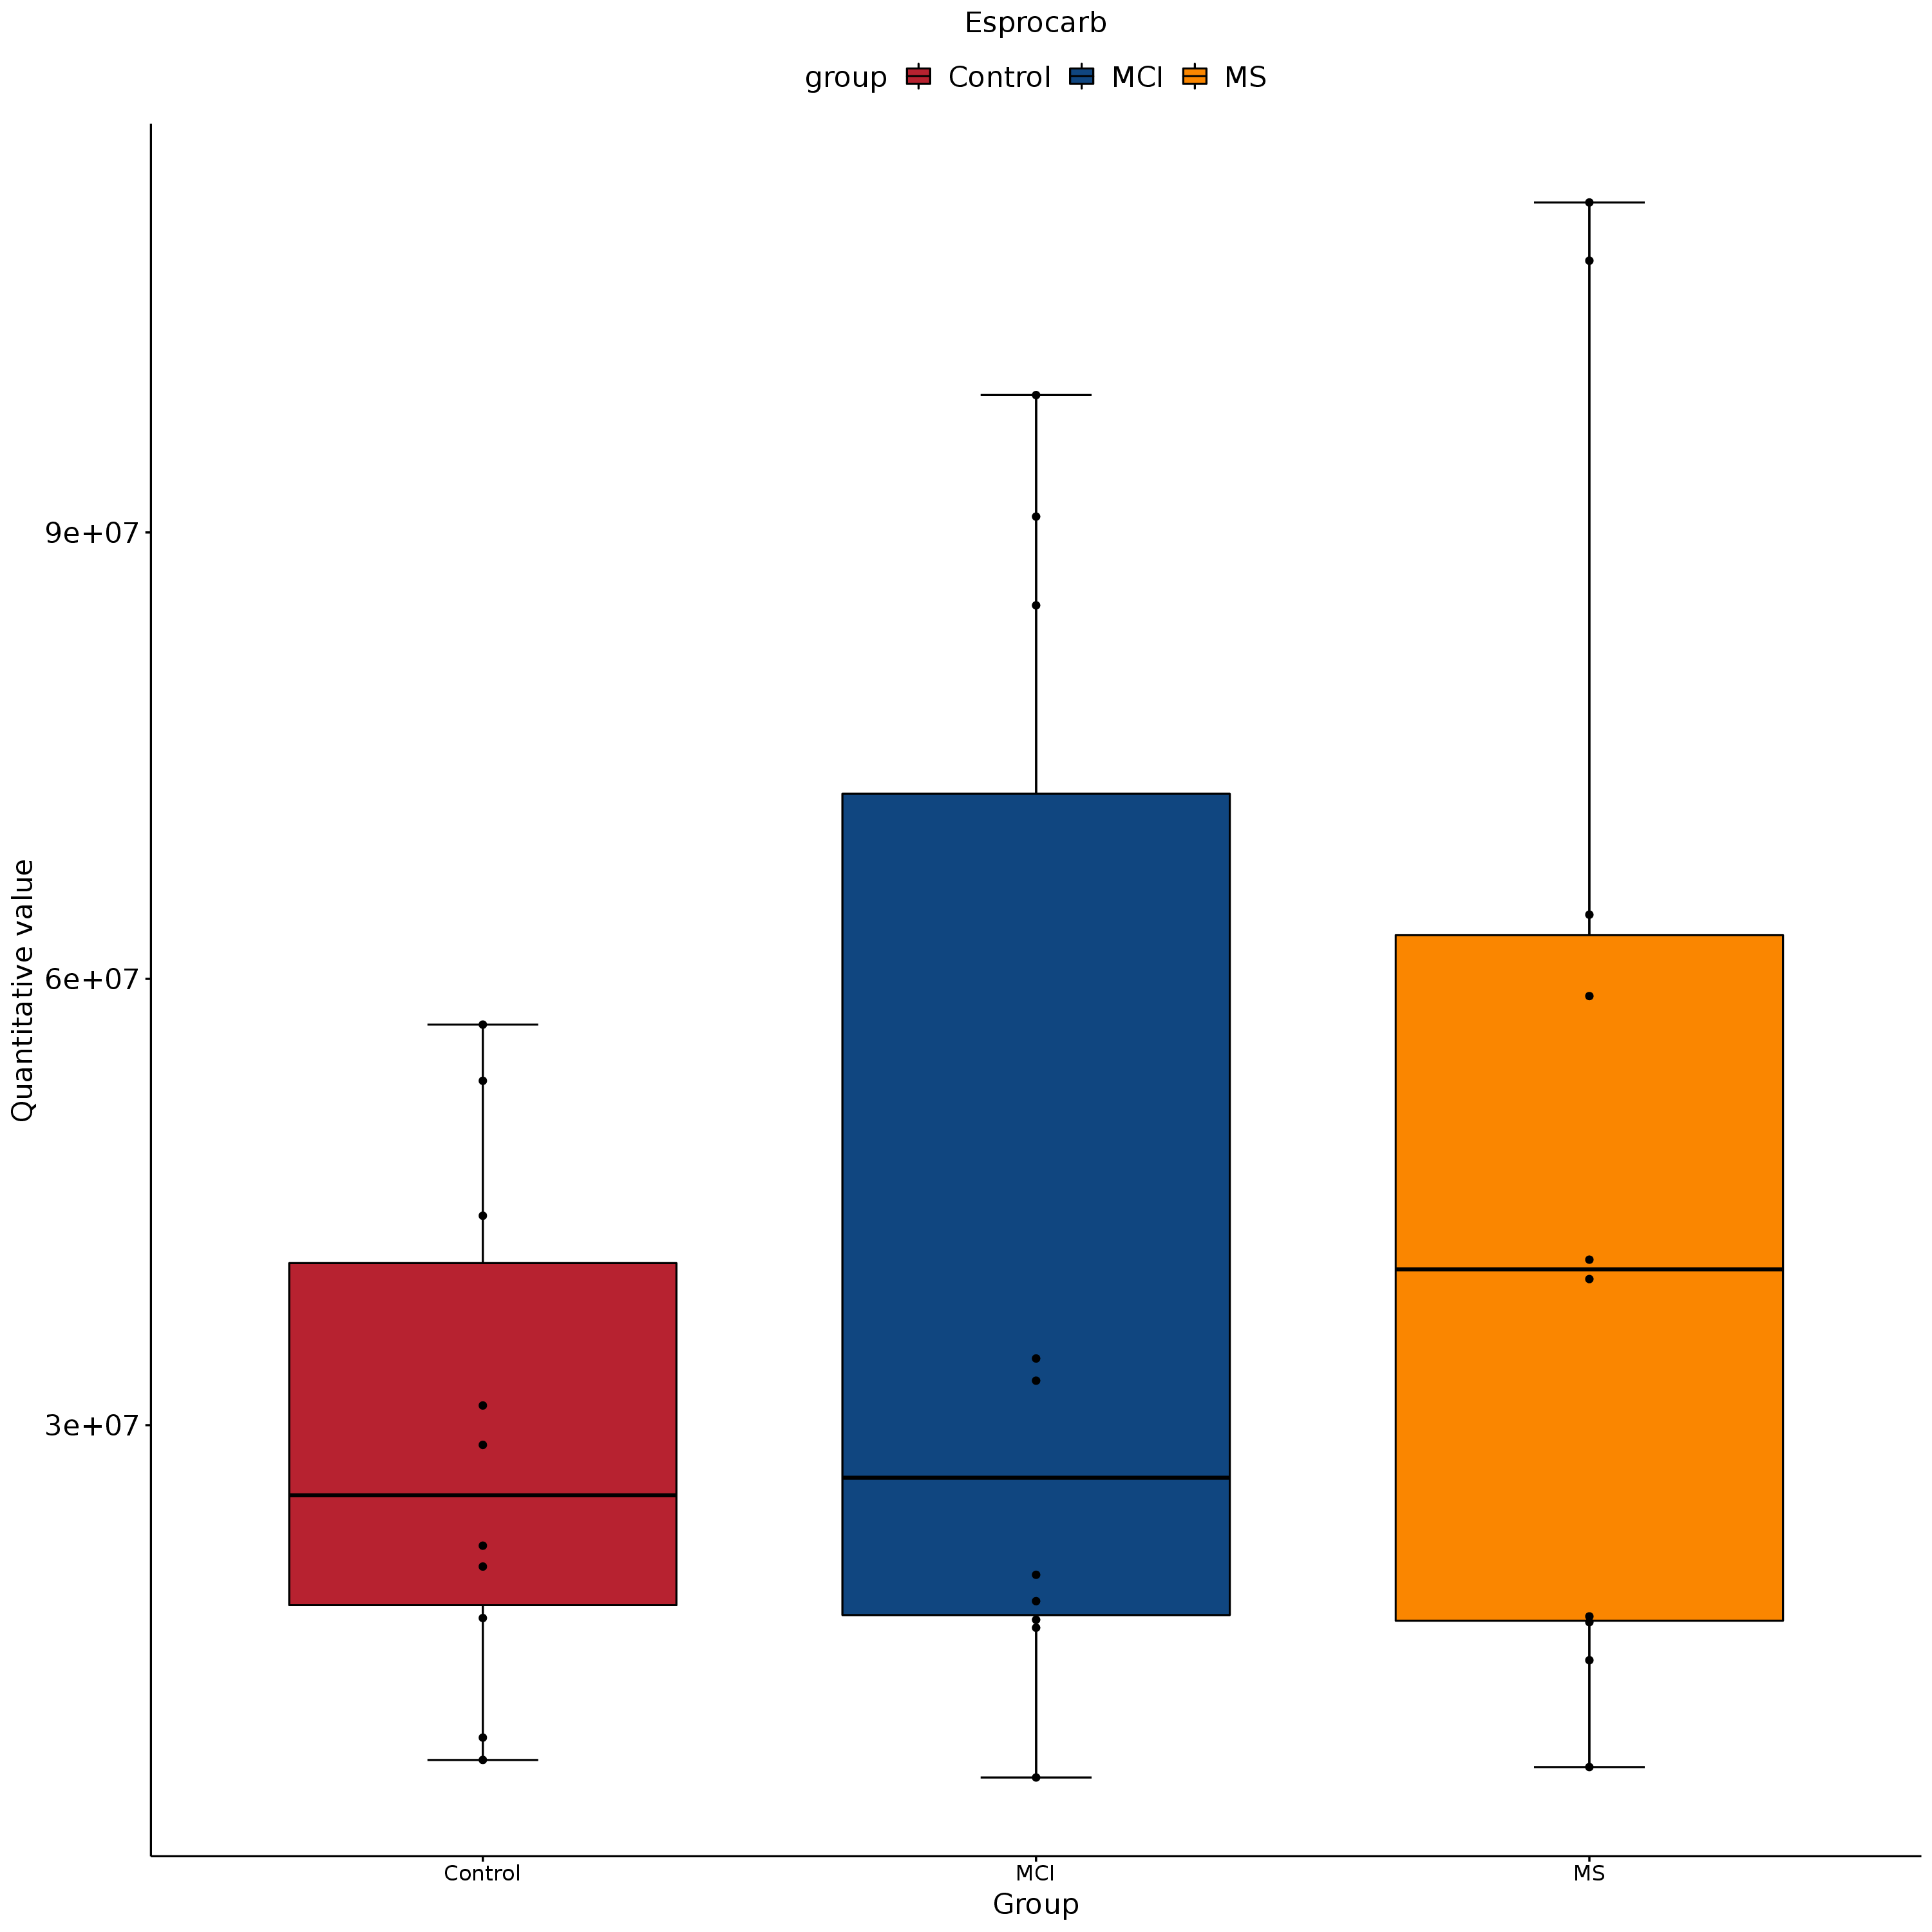 Esprocarb
group Control MCI MS
Quantitative value
9e+07
6e+07
3e+07
Control MCI MS
Group